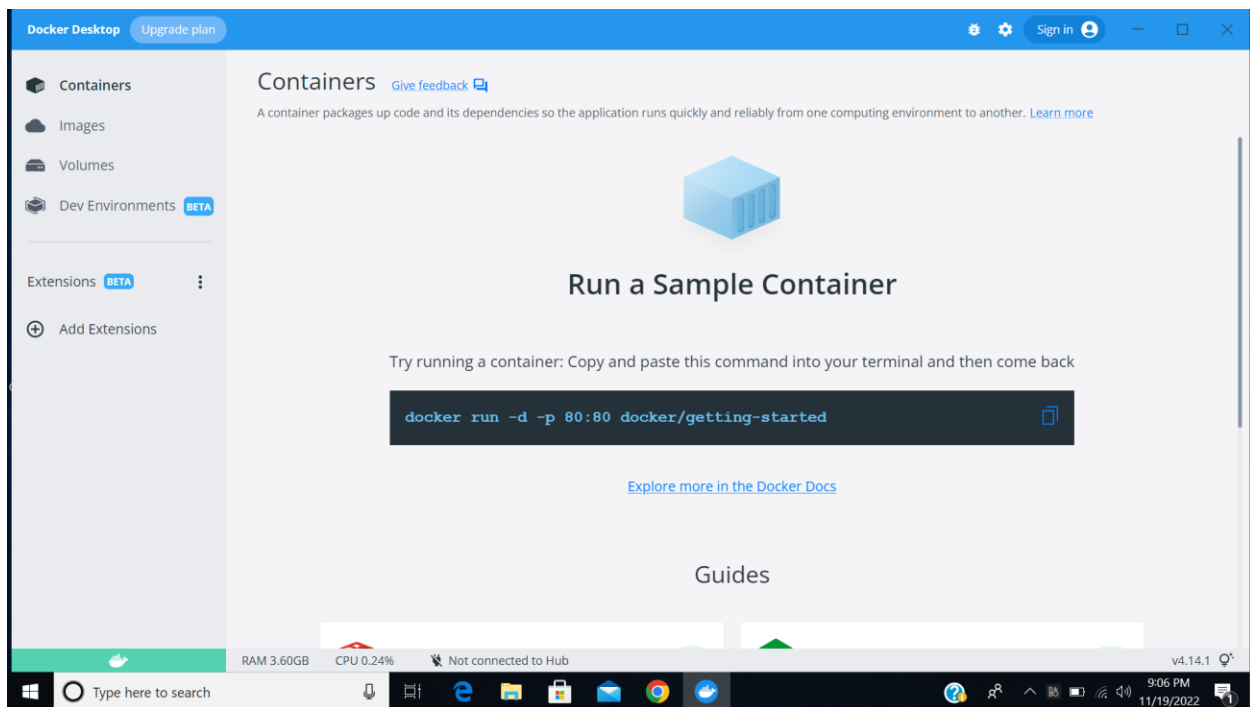 Docker Desktop Upgrade plan Sign in
Containers
Images
Volumes
Dev Environments BETA
Extensions BETA
Add Extensions
Containers Give feedback
A container packages up code and its dependencies so the application runs quickly and reliably from one computing environment to another. Learn more
Run a Sample Container
Try running a container: Copy and paste this command into your terminal and then come back
docker run -d -p 80:80 docker/getting-started
Explore more in the Docker Docs
Guides
RAM 3.60GB CPU 0.24% Not connected to Hub v4.14.1
Type here to search
9:06 PM
11/19/2022
1